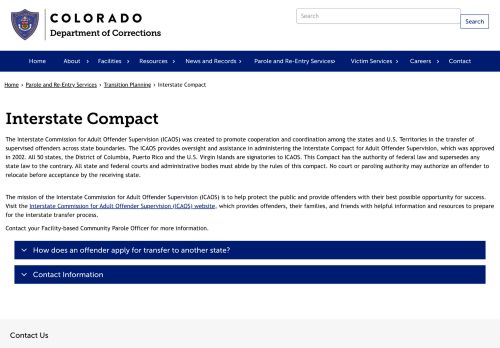 COLORADO
Department of Corrections
Search
Search
Home About Facilities Resources News and Records Parole and Re-Entry Services Victim Services Careers Contact
Home › Parole and Re-Entry Services › Transition Planning › Interstate Compact
Interstate Compact
The Interstate Commission for Adult Offender Supervision (ICAOS) was created to promote cooperation and coordination among the states and U.S. Territories in the transfer of
supervised offenders across state boundaries. The ICAOS provides oversight and assistance in administering the Interstate Compact for Adult Offender Supervision, which was approved
in 2002. All 50 states, the District of Columbia, Puerto Rico and the U.S. Virgin Islands are signatories to ICAOS. This Compact has the authority of federal law and supersedes any
state law to the contrary. All state and federal courts and administrative bodies must abide by the rules of this compact. No court or paroling authority may authorize an offender to
relocate before acceptance by the receiving state.
The mission of the Interstate Commission for Adult Offender Supervision (ICAOS) is to help protect the public and provide offenders with their best possible opportunity for success.
Visit the Interstate Commission for Adult Offender Supervision (ICAOS) website, which provides offenders, their families, and friends with helpful information and resources to prepare
for the interstate transfer process.
Contact your Facility-based Community Parole Officer for more information.
How does an offender apply for transfer to another state?
Contact Information
Contact Us